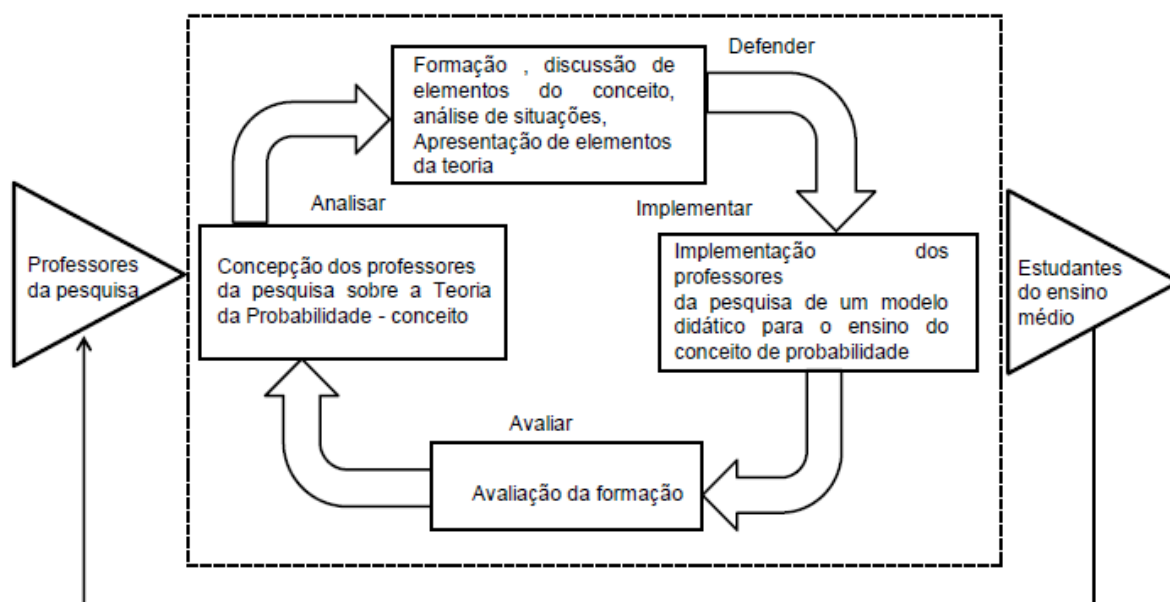 Defender
Formação , discussão de
elementos do conceito,
análise de situações,
Apresentação de elementos
da teoria
Analisar
Implementar
Professores
da pesquisa
Concepção dos professores
da pesquisa sobre a Teoria
da Probabilidade - conceito
Implementação dos
professores
da pesquisa de um modelo
didático para o ensino do
conceito de probabilidade
Estudantes
do ensino
médio
Avaliar
Avaliação da formação